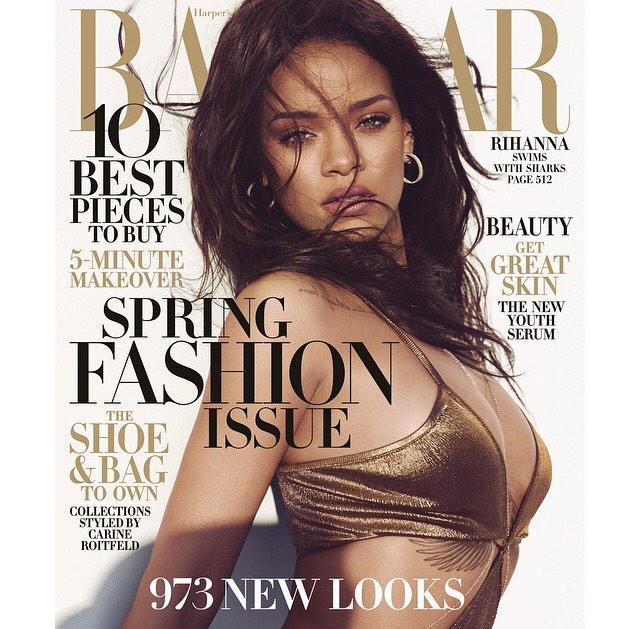 Harper's
BAZAAR
10
BEST
PIECES
TO BUY
5-MINUTE
MAKEOVER
SPRING
FASHION
ISSUE
THE
SHOE
&BAG
TO OWN
COLLECTIONS
STYLED BY
CARINE
ROITFELD
RIHANNA
SWIMS
WITH SHARKS
PAGE 512
BEAUTY
GET
GREAT
SKIN
THE NEW
YOUTH
SERUM
973 NEW LOOKS